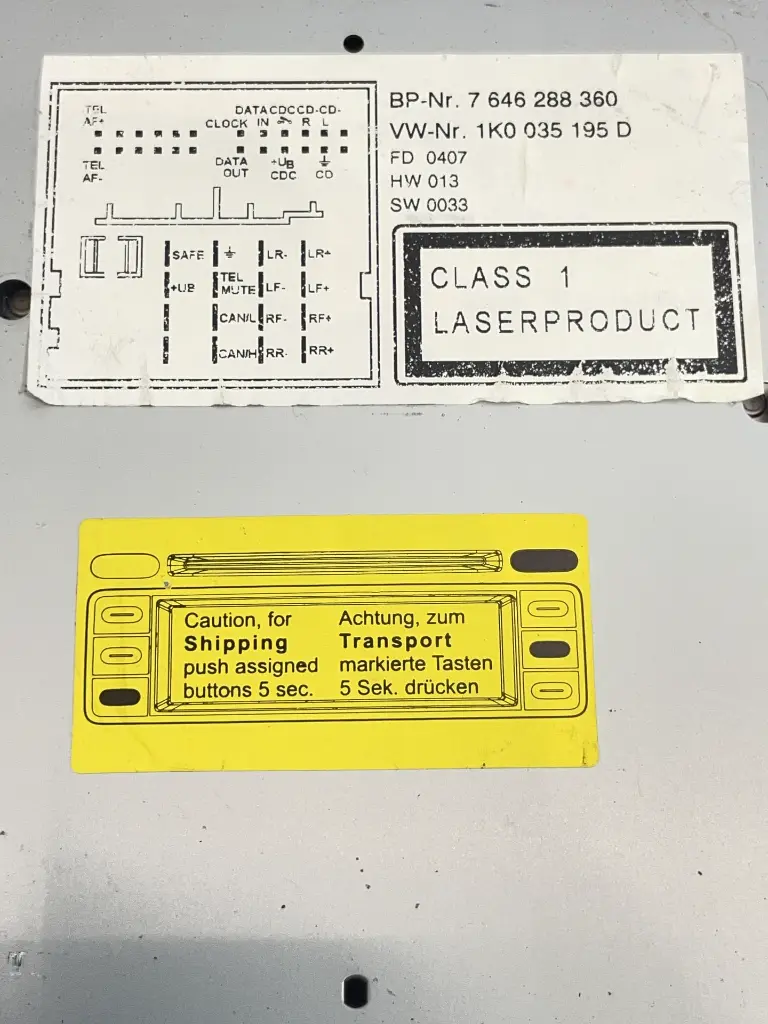 BP-Nr. 7 646 288 360
VW-Nr. 1K0 035 195 D
FD 0407
HW 013
SW 0033
TEL DATA CDC CD- CD-
AF+ CLOCK IN R L
TEL DATA +UB
AF- OUT CDC CD
SAFE LR- LR+
+UB TEL MUTE LF- LF+
CAN/L RF- RF+
CAN/H RR- RR+
CLASS 1
LASERPRODUCT
Caution, for
Shipping
push assigned
buttons 5 sec.
Achtung, zum
Transport
markierte Tasten
5 Sek. drücken